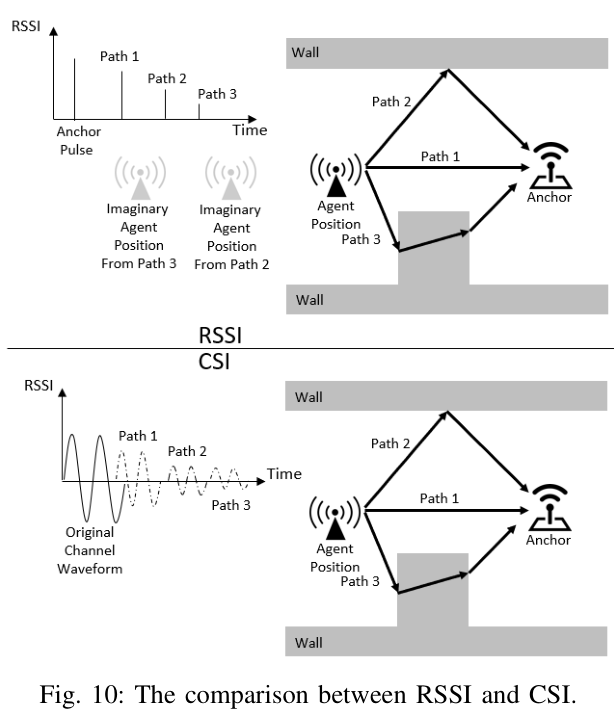 RSSI
Path 1
Path 2
Path 3
Anchor
Pulse
Time
Imaginary
Agent
Position
From Path 3
Imaginary
Agent
Position
From Path 2
Wall
Path 2
Path 1
Agent
Position
Path 3
Anchor
Wall
RSSI
CSI
RSSI
Path 1
Path 2
Time
Path 3
Original
Channel
Waveform
Wall
Path 2
Path 1
Agent
Position
Path 3
Anchor
Wall
Fig. 10: The comparison between RSSI and CSI.